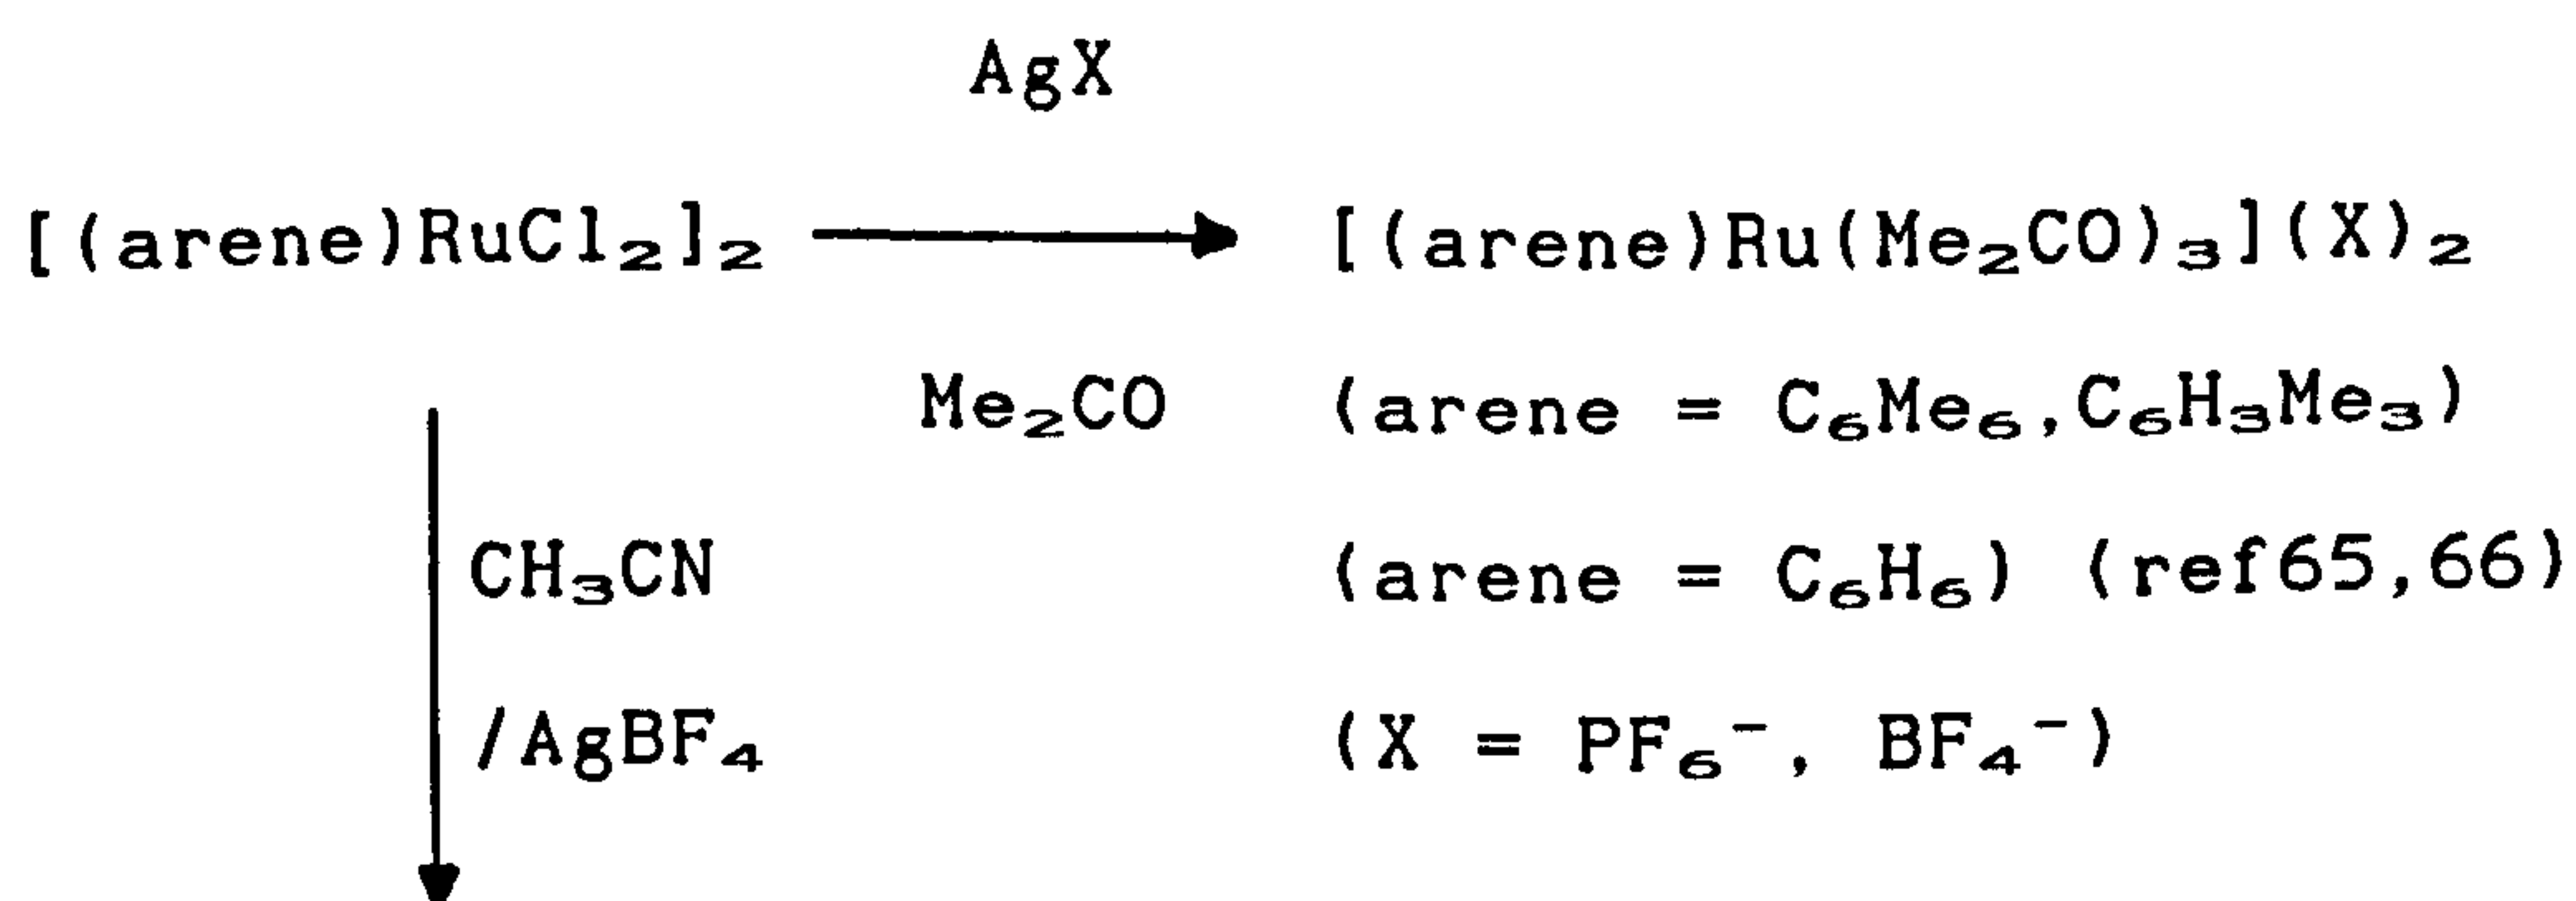 AgX
[(arene)RuCl₂]₂ ⟶ [(arene)Ru(Me₂CO)₃](X)₂
Me₂CO (arene = C₆Me₆,C₆H₃Me₃)
CH₃CN (arene = C₆H₆) (ref65,66)
/AgBF₄ (X = PF₆⁻, BF₄⁻)